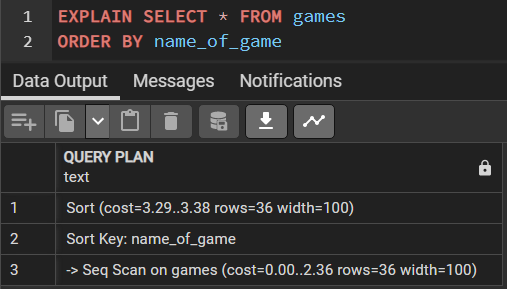 1 EXPLAIN SELECT * FROM games
2 ORDER BY name_of_game
Data Output Messages Notifications
QUERY PLAN
text
1 Sort (cost=3.29..3.38 rows=36 width=100)
2 Sort Key: name_of_game
3 -> Seq Scan on games (cost=0.00..2.36 rows=36 width=100)